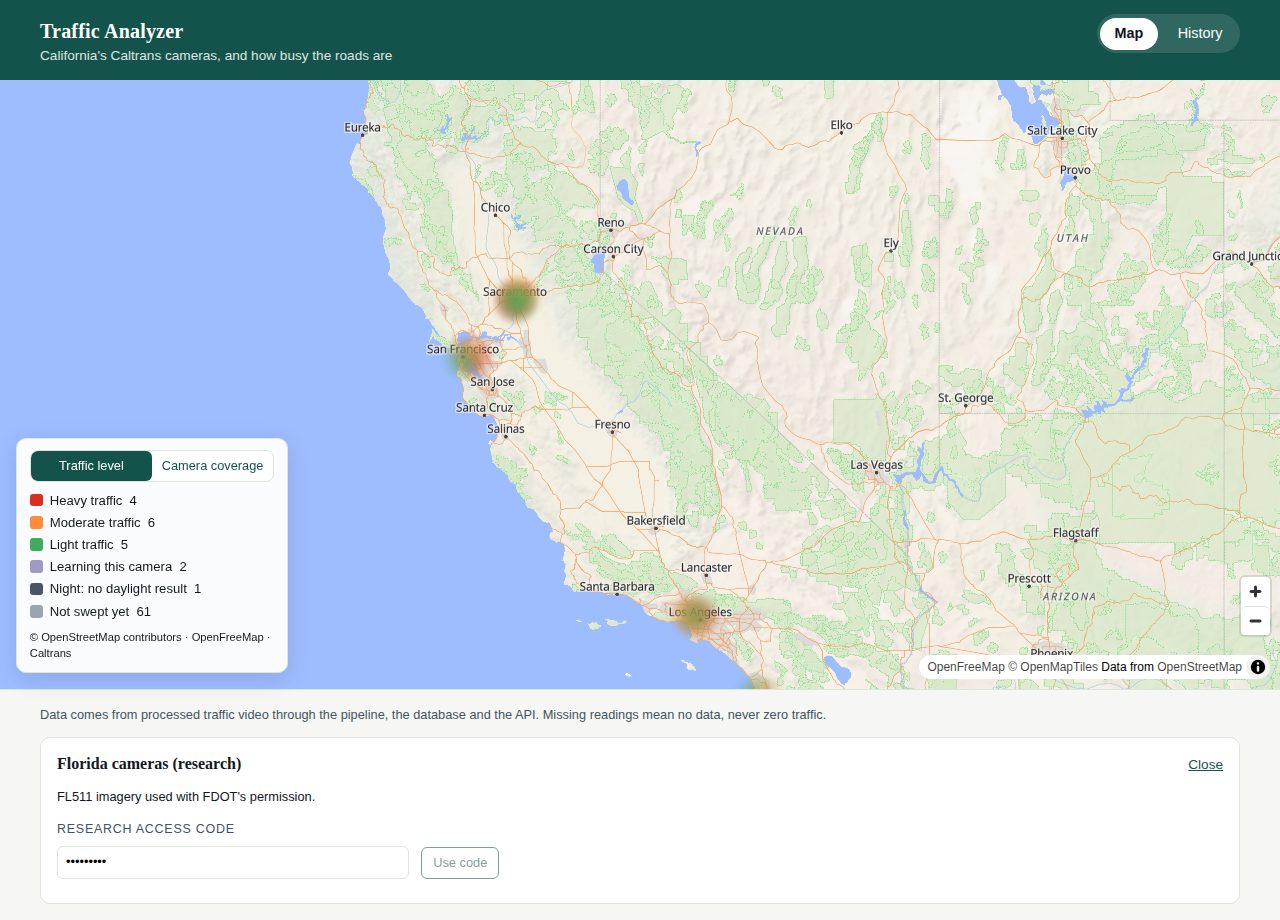 Traffic Analyzer
California's Caltrans cameras, and how busy the roads are
Map
History
Eureka
Elko
Salt Lake City
Provo
Chico
Reno
Carson City
NEVADA
Ely
UTAH
Grand Junctio
Sacramento
San Francisco
San Jose
Santa Cruz
Salinas
Fresno
St. George
Las Vegas
Bakersfield
Flagstaff
Lancaster
Santa Barbara
Prescott
ARIZONA
Los Angeles
Phoenix
Traffic level
Camera coverage
Heavy traffic 4
Moderate traffic 6
Light traffic 5
Learning this camera 2
Night: no daylight result 1
Not swept yet 61
© OpenStreetMap contributors · OpenFreeMap ·
Caltrans
OpenFreeMap © OpenMapTiles Data from OpenStreetMap
Data comes from processed traffic video through the pipeline, the database and the API. Missing readings mean no data, never zero traffic.
Florida cameras (research)
Close
FL511 imagery used with FDOT's permission.
RESEARCH ACCESS CODE
•••••••••
Use code